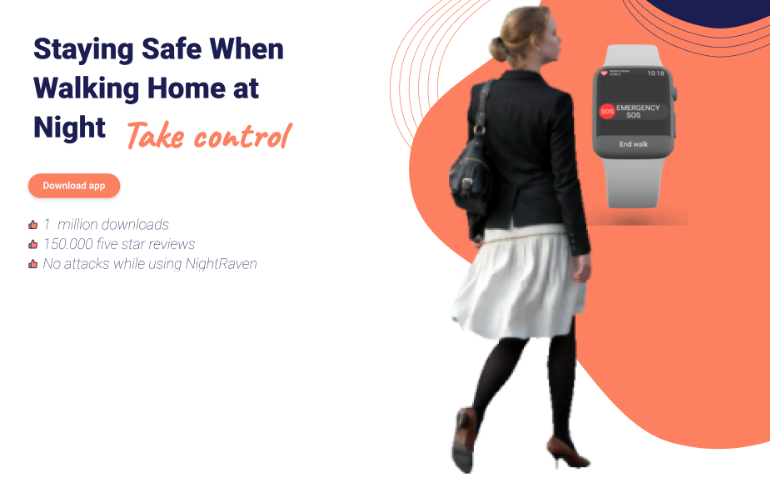 Staying Safe When
Walking Home at
Night
Take control
Download app
1 million downloads
150.000 five star reviews
No attacks while using NightRaven
10:18
SOS
EMERGENCY
SOS
End walk